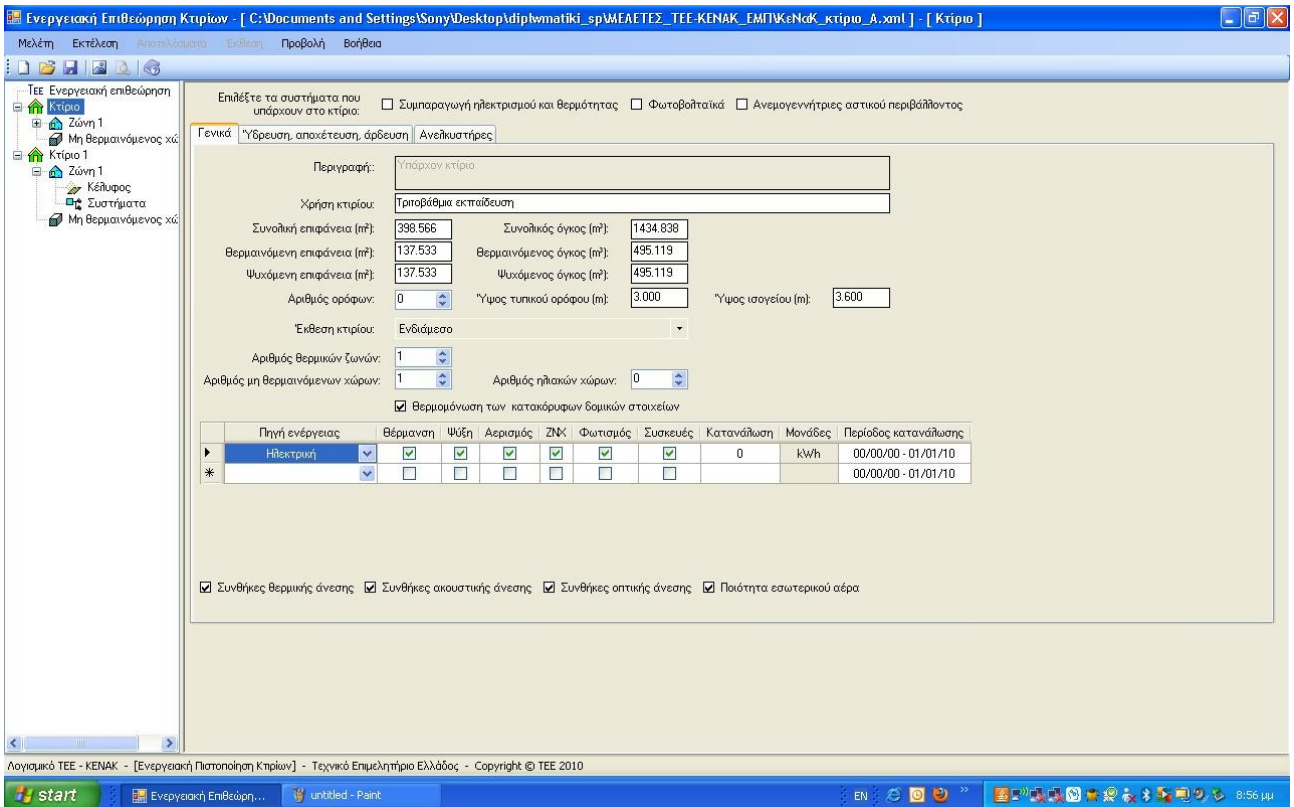 Ενεργειακή Επιθεώρηση Κτιρίων - [ C:\Documents and Settings\Sony\Desktop\diplwmatiki_sp\ΜΕΛΕΤΕΣ_ΤΕΕ-ΚΕΝΑΚ_ΕΜΠ\KεNαK_κτίριο_A.xml ] - [ Κτίριο ]
Μελέτη Εκτέλεση Αποτελέσματα Έκθεση Προβολή Βοήθεια
ΤΕΕ Ενεργειακή επιθεώρηση
Κτίριο
Ζώνη 1
Μη θερμαινόμενος χώ
Κτίριο 1
Ζώνη 1
Κέλυφος
Συστήματα
Μη θερμαινόμενος χώ
Επιλέξτε τα συστήματα που
υπάρχουν στο κτίριο:
Συμπαραγωγή ηλεκτρισμού και θερμότητας Φωτοβολταϊκά Ανεμογεννήτριες αστικού περιβάλλοντος
Γενικά Ύδρευση, αποχέτευση, άρδευση Ανελκυστήρες
Περιγραφή:: Υπάρχον κτίριο
Χρήση κτιρίου: Τριτοβάθμια εκπαίδευση
Συνολική επιφάνεια (m²): 398.566 Συνολικός όγκος (m³): 1434.838
Θερμαινόμενη επιφάνεια (m²): 137.533 Θερμαινόμενος όγκος (m³): 495.119
Ψυχόμενη επιφάνεια (m²): 137.533 Ψυχόμενος όγκος (m³): 495.119
Αριθμός ορόφων: 0 Ύψος τυπικού ορόφου (m): 3.000 Ύψος ισογείου (m): 3.600
Έκθεση κτιρίου: Ενδιάμεσο
Αριθμός θερμικών ζωνών: 1
Αριθμός μη θερμαινόμενων χώρων: 1 Αριθμός ηλιακών χώρων: 0
Θερμομόνωση των κατακόρυφων δομικών στοιχείων
Πηγή ενέργειας Θέρμανση Ψύξη Αερισμός ΖΝΧ Φωτισμός Συσκευές Κατανάλωση Μονάδες Περίοδος κατανάλωσης
Ηλεκτρική 0 kWh 00/00/00 - 01/01/10
00/00/00 - 01/01/10
Συνθήκες θερμικής άνεσης Συνθήκες ακουστικής άνεσης Συνθήκες οπτικής άνεσης Ποιότητα εσωτερικού αέρα
Λογισμικό ΤΕΕ - ΚΕΝΑΚ - [Ενεργειακή Πιστοποίηση Κτιρίων] - Τεχνικό Επιμελητήριο Ελλάδος - Copyright © ΤΕΕ 2010
start Ενεργειακή Επιθεώρη... untitled - Paint EN 8:56 μμ